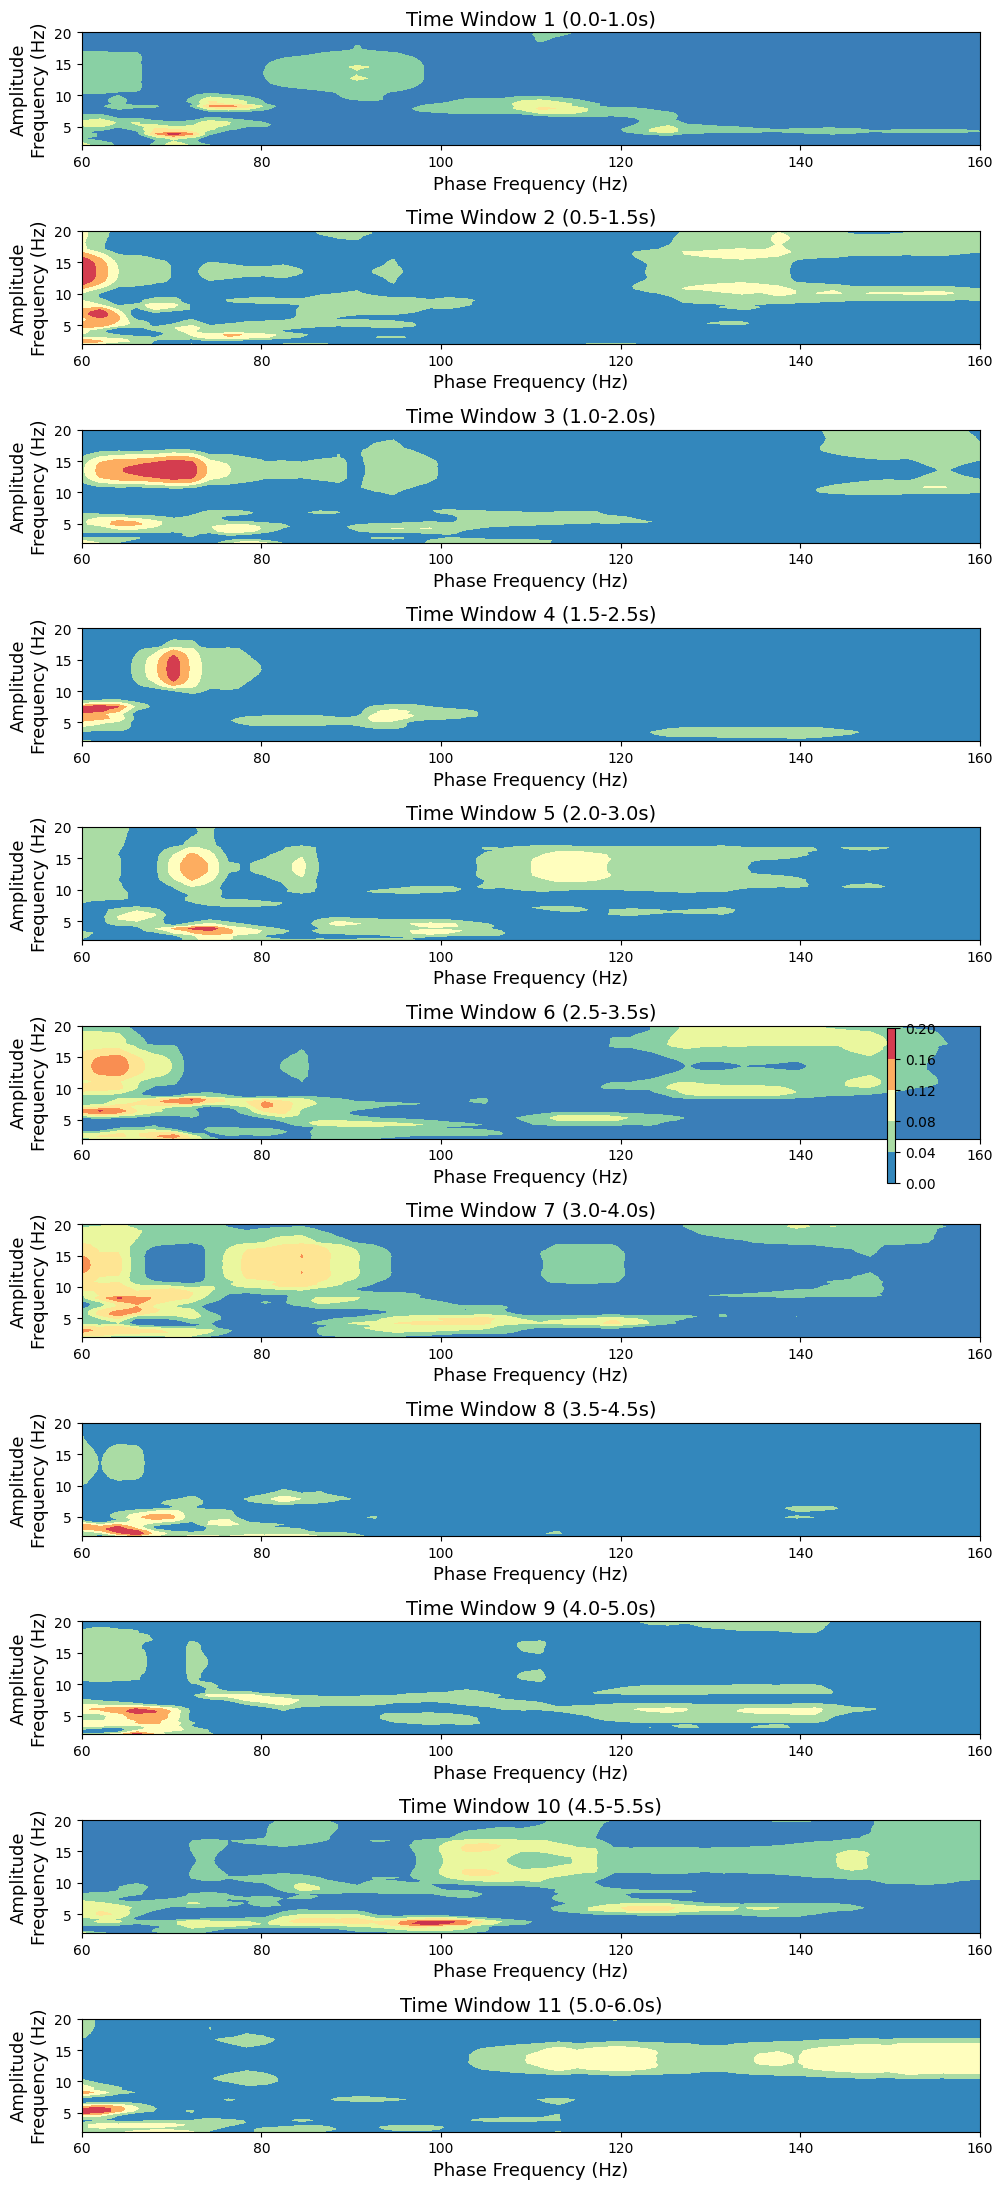 Time Window 1 (0.0-1.0s)
Amplitude
Frequency (Hz)
20
15
10
5
60 80 100 120 140 160
Phase Frequency (Hz)
Time Window 2 (0.5-1.5s)
Amplitude
Frequency (Hz)
20
15
10
5
60 80 100 120 140 160
Phase Frequency (Hz)
Time Window 3 (1.0-2.0s)
Amplitude
Frequency (Hz)
20
15
10
5
60 80 100 120 140 160
Phase Frequency (Hz)
Time Window 4 (1.5-2.5s)
Amplitude
Frequency (Hz)
20
15
10
5
60 80 100 120 140 160
Phase Frequency (Hz)
Time Window 5 (2.0-3.0s)
Amplitude
Frequency (Hz)
20
15
10
5
60 80 100 120 140 160
Phase Frequency (Hz)
Time Window 6 (2.5-3.5s)
Amplitude
Frequency (Hz)
20
15
10
5
60 80 100 120 140 160
Phase Frequency (Hz)
0.20
0.16
0.12
0.08
0.04
0.00
Time Window 7 (3.0-4.0s)
Amplitude
Frequency (Hz)
20
15
10
5
60 80 100 120 140 160
Phase Frequency (Hz)
Time Window 8 (3.5-4.5s)
Amplitude
Frequency (Hz)
20
15
10
5
60 80 100 120 140 160
Phase Frequency (Hz)
Time Window 9 (4.0-5.0s)
Amplitude
Frequency (Hz)
20
15
10
5
60 80 100 120 140 160
Phase Frequency (Hz)
Time Window 10 (4.5-5.5s)
Amplitude
Frequency (Hz)
20
15
10
5
60 80 100 120 140 160
Phase Frequency (Hz)
Time Window 11 (5.0-6.0s)
Amplitude
Frequency (Hz)
20
15
10
5
60 80 100 120 140 160
Phase Frequency (Hz)